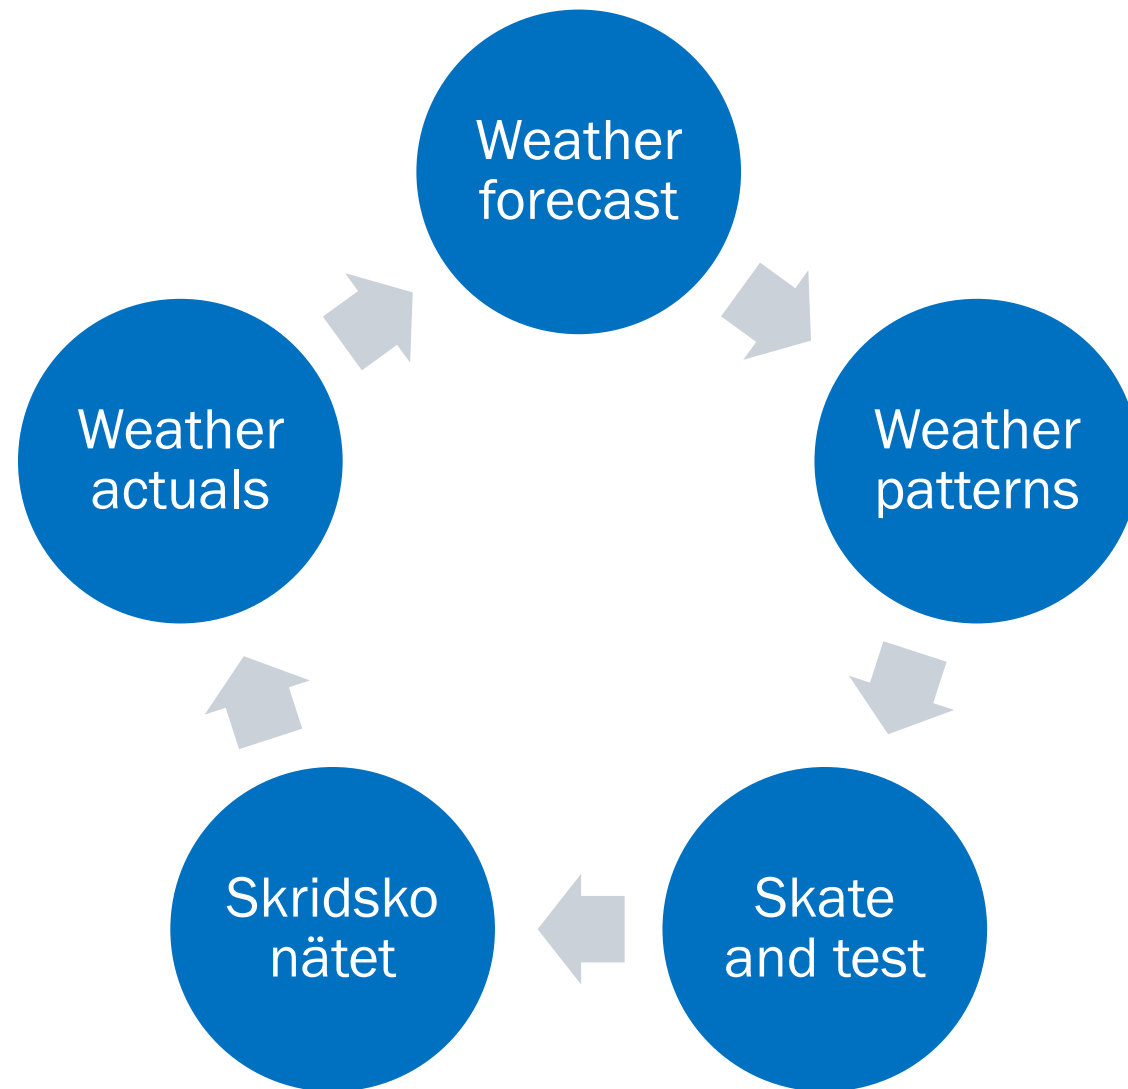 Weather
forecast
Weather
patterns
Skate
and test
Skridsko
nätet
Weather
actuals